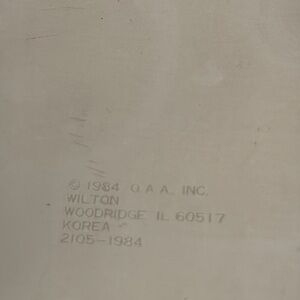 © 1984 O.A.A., INC.
WILTON
WOODRIDGE IL 60517
KOREA
2105-1984